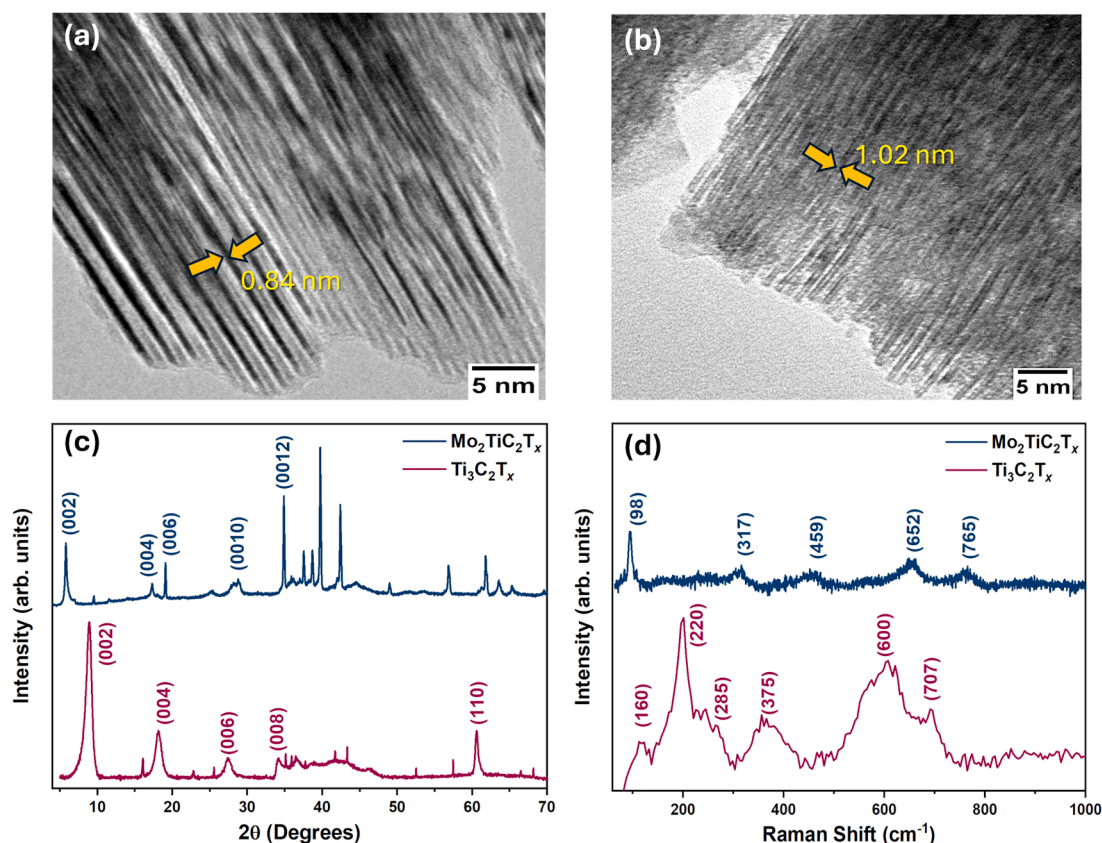 (a)
0.84 nm
5 nm
(b)
1.02 nm
5 nm
(c)
Mo₂TiC₂Tₓ
Ti₃C₂Tₓ
(002)
(004)
(006)
(0010)
(0012)
(002)
(004)
(006)
(008)
(110)
Intensity (arb. units)
10 20 30 40 50 60 70
2θ (Degrees)
(d)
Mo₂TiC₂Tₓ
Ti₃C₂Tₓ
(98)
(317)
(459)
(652)
(765)
(160)
(220)
(285)
(375)
(600)
(707)
Intensity (arb. units)
200 400 600 800 1000
Raman Shift (cm⁻¹)